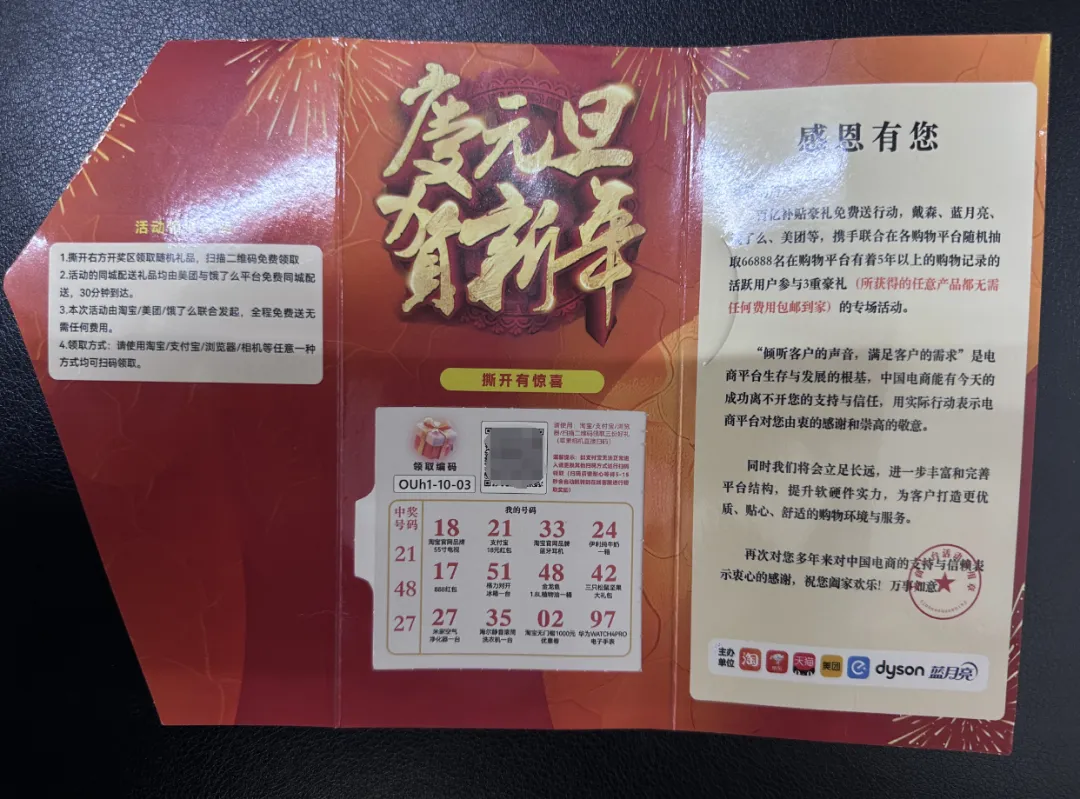 活动
1.撕开右方开奖区领取随机礼品，扫描二维码免费领取
2.活动的同城配送礼品均由美团与饿了么平台免费同城配
送，30分钟到达。
3.本次活动由淘宝/美团/饿了么联合发起，全程免费送无
需任何费用。
4.领取方式：请使用淘宝/支付宝/浏览器/相机等任意一种
方式均可扫码领取。
庆元旦
贺新年
撕开有惊喜
领取编码
OUh1-10-03
请使用 淘宝/支付宝/浏览
器/扫描二维码领取三份好礼
中奖
号码
21
48
27
我的号码
18 21 33 24
淘宝官网品牌 支付宝 淘宝官网品牌 伊利纯牛奶
55寸电视 18元红包 蓝牙耳机 一箱
17 51 48 42
888红包 格力对开 金龙鱼 三只松鼠坚果
冰箱一台 1.8L植物油一桶 大礼包
27 35 02 97
米家空气 海尔静音滚筒 淘宝无门槛1000元 华为WATCH4PRO
净化器一台 洗衣机一台 优惠卷 电子手表
感恩有您
百亿补贴豪礼免费送行动，戴森、蓝月亮、
饿了么、美团等，携手联合在各购物平台随机抽
取66888名在购物平台有着5年以上的购物记录的
活跃用户参与3重豪礼（所获得的任意产品都无需
任何费用包邮到家）的专场活动。
“倾听客户的声音，满足客户的需求”是电
商平台生存与发展的根基，中国电商能有今天的
成功离不开您的支持与信任，用实际行动表示电
商平台对您由衷的感谢和崇高的敬意。
同时我们将会立足长远，进一步丰富和完善
平台结构，提升软硬件实力，为客户打造更优
质、贴心、舒适的购物环境与服务。
再次对您多年来对中国电商的支持与信赖表
示衷心的感谢，祝您阖家欢乐！万事如意
主办
单位
淘 天猫 美团 dyson 蓝月亮